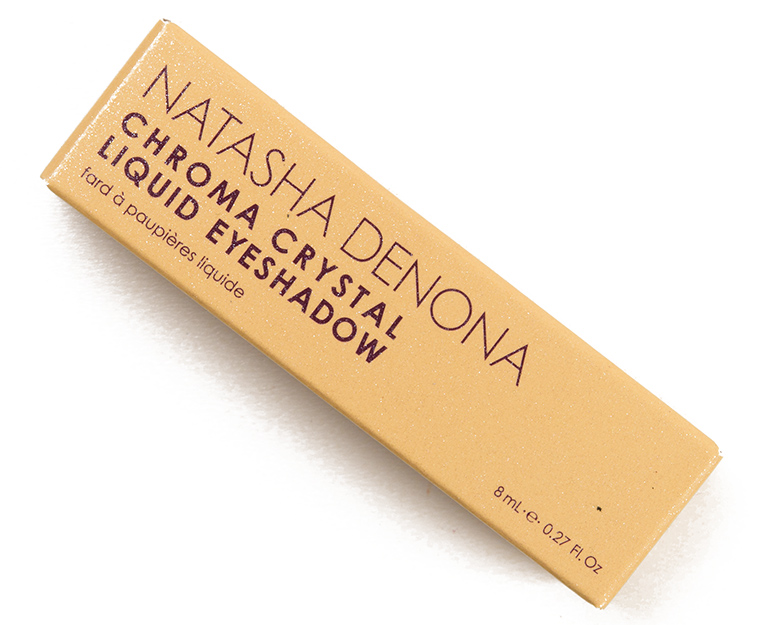 NATASHA DENONA
CHROMA CRYSTAL
LIQUID EYESHADOW
fard à paupières liquide
8 mL · ℮ · 0.27 Fl. Oz